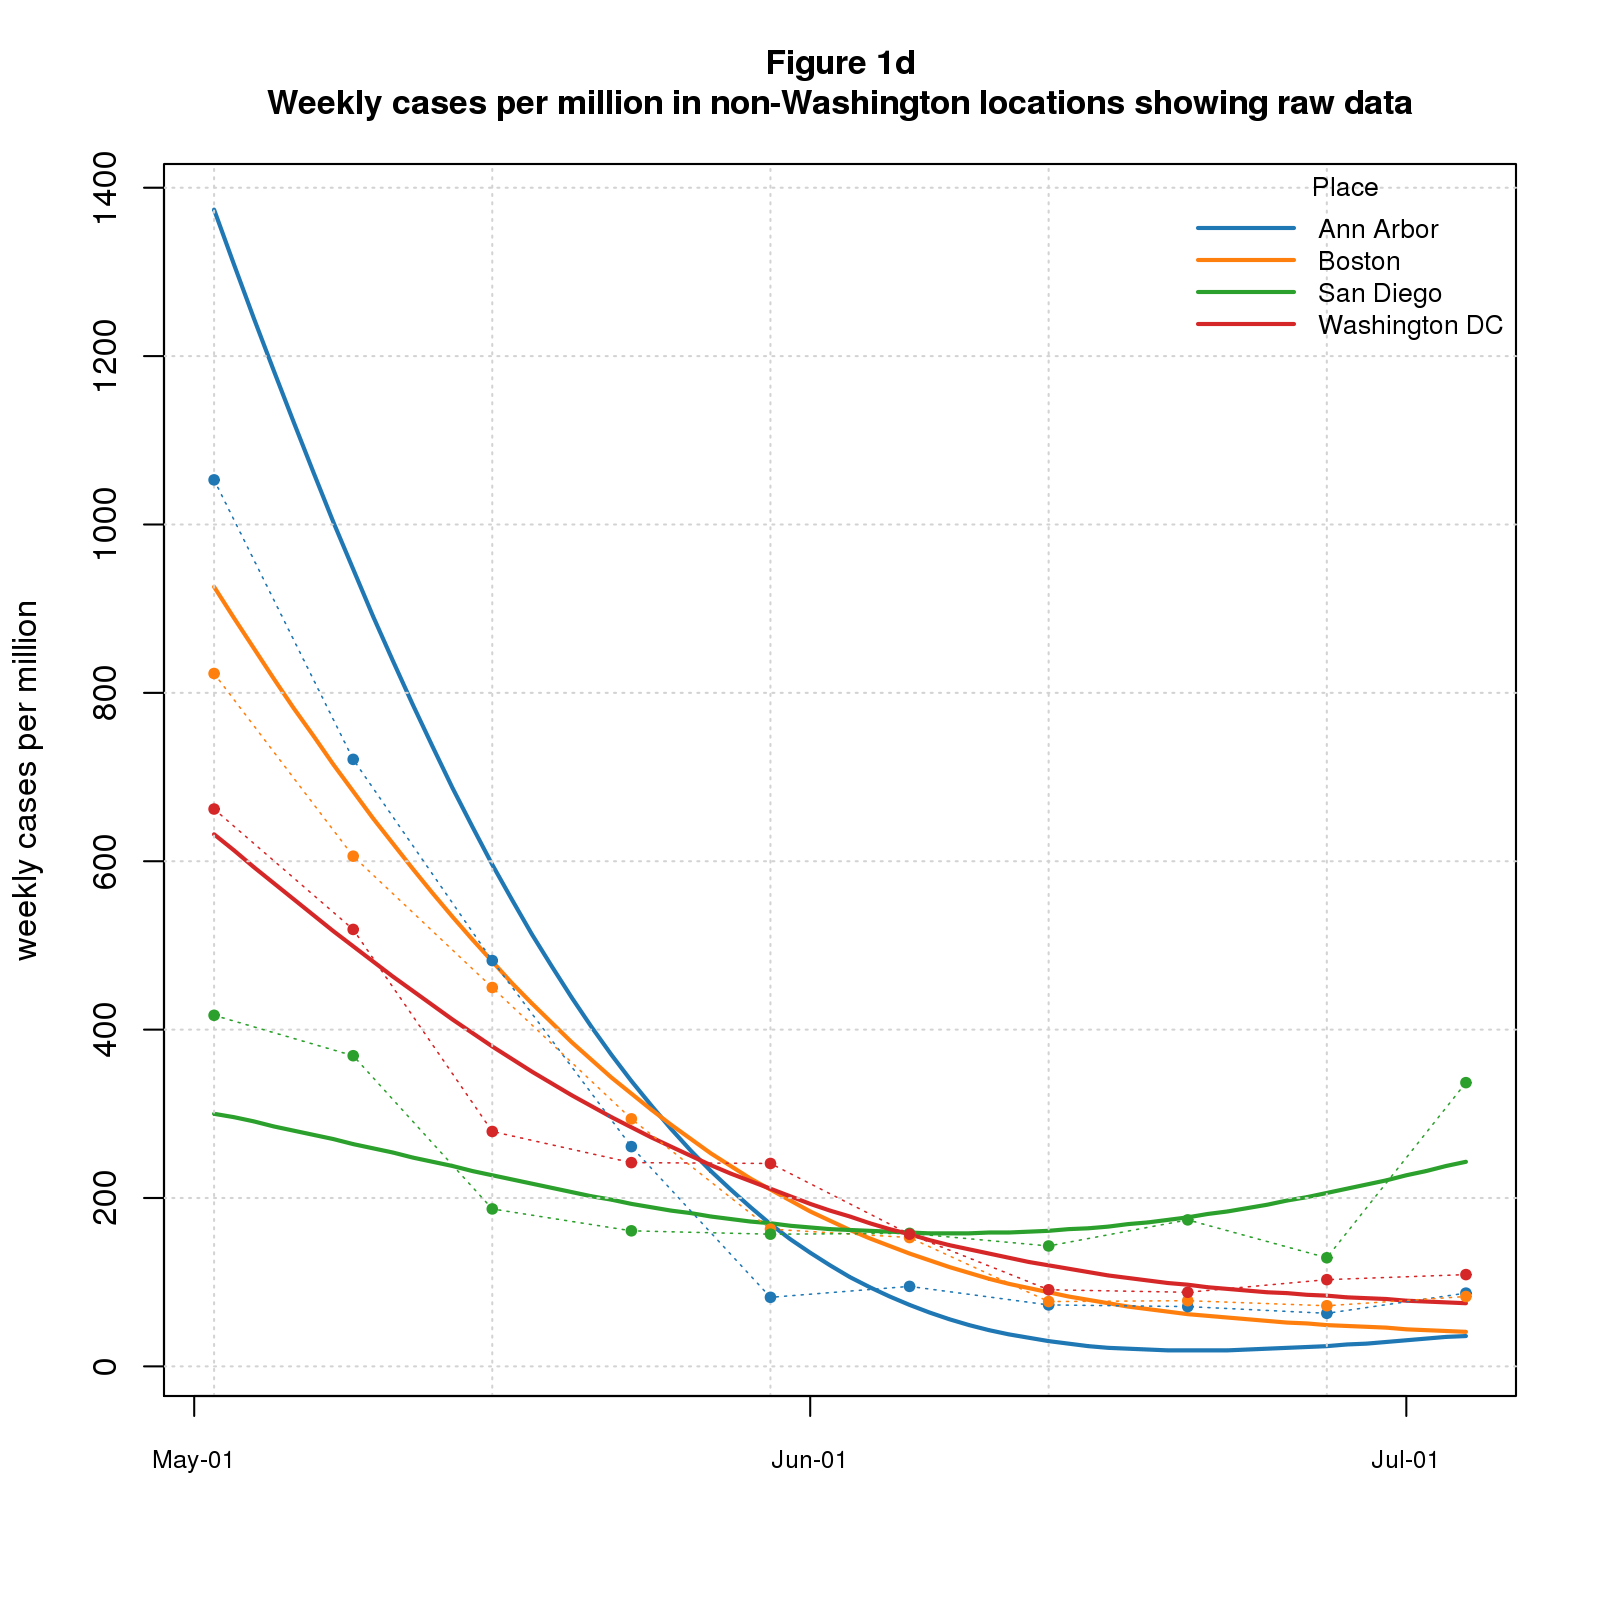 Figure 1d
Weekly cases per million in non-Washington locations showing raw data
weekly cases per million
1400
1200
1000
800
600
400
200
0
Place
Ann Arbor
Boston
San Diego
Washington DC
May-01
Jun-01
Jul-01